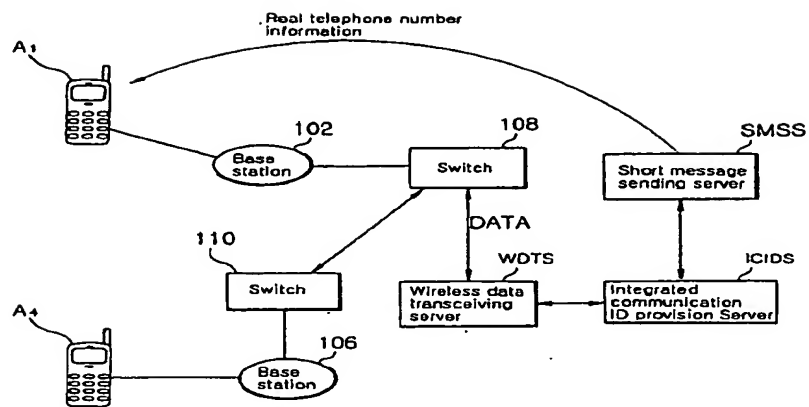 Real telephone number
information
A1
102
108
SMSS
Base
station
Switch
Short message
sending server
110
DATA
WDTS
ICIDS
Switch
Wireless data
transceiving
server
Integrated
communication
ID provision Server
A4
106
Base
station